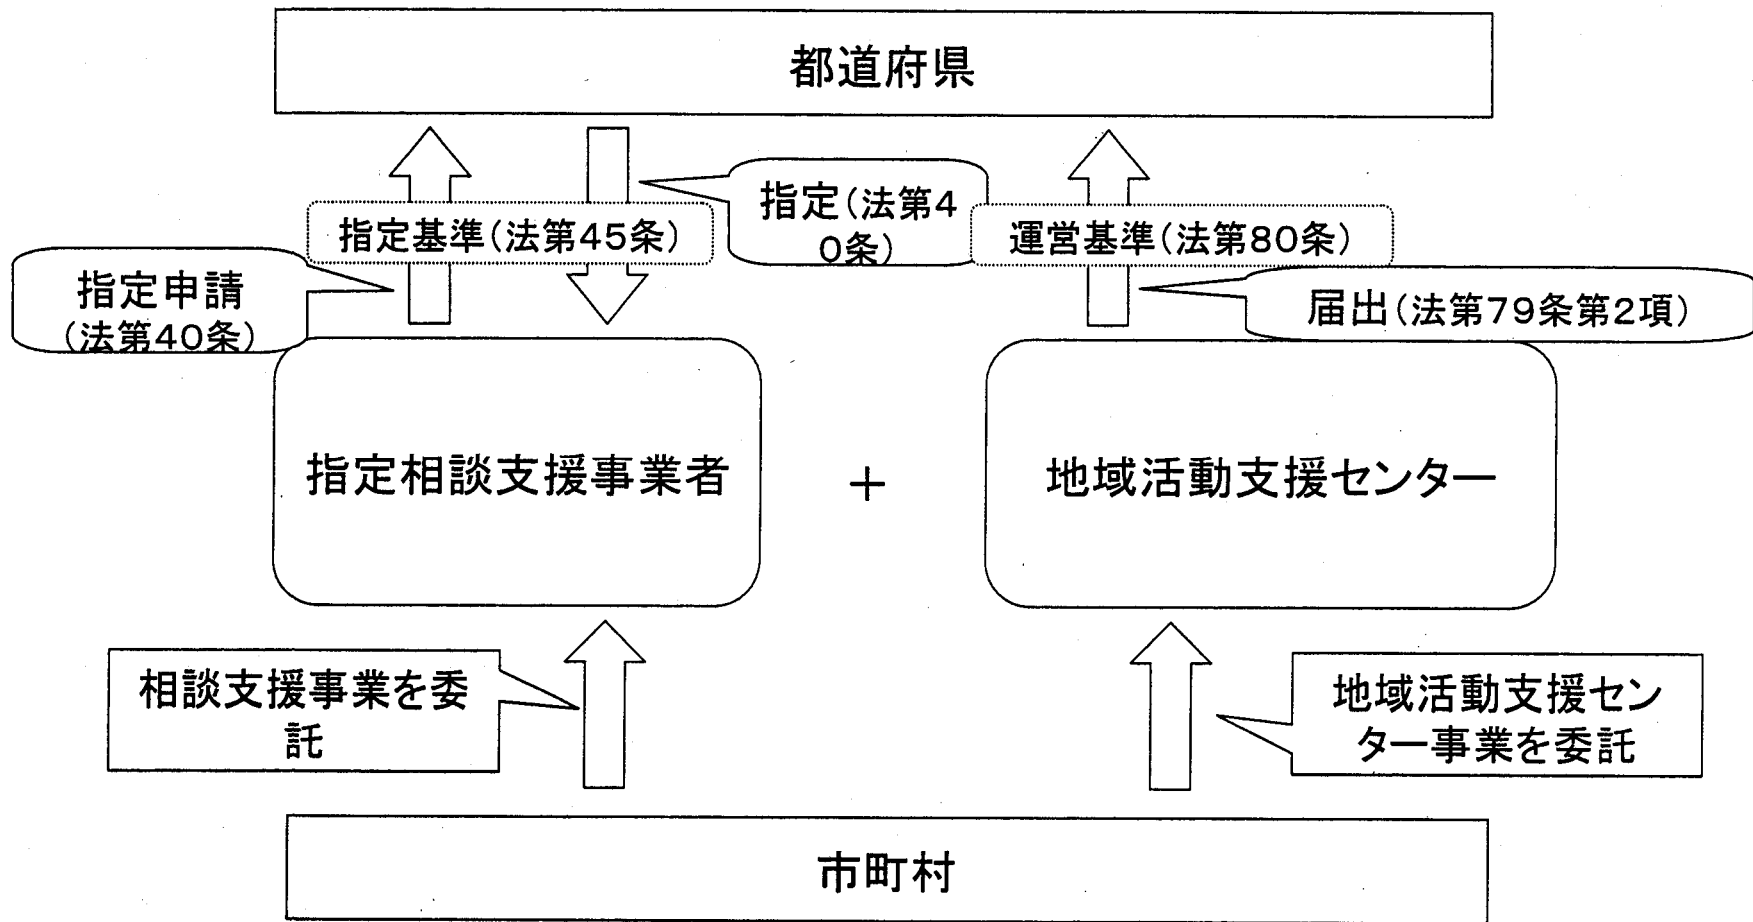 都道府県
指定(法第4
0条)
指定基準(法第45条)
運営基準(法第80条)
指定申請
(法第40条)
届出(法第79条第2項)
指定相談支援事業者
+
地域活動支援センター
相談支援事業を委
託
地域活動支援セン
ター事業を委託
市町村